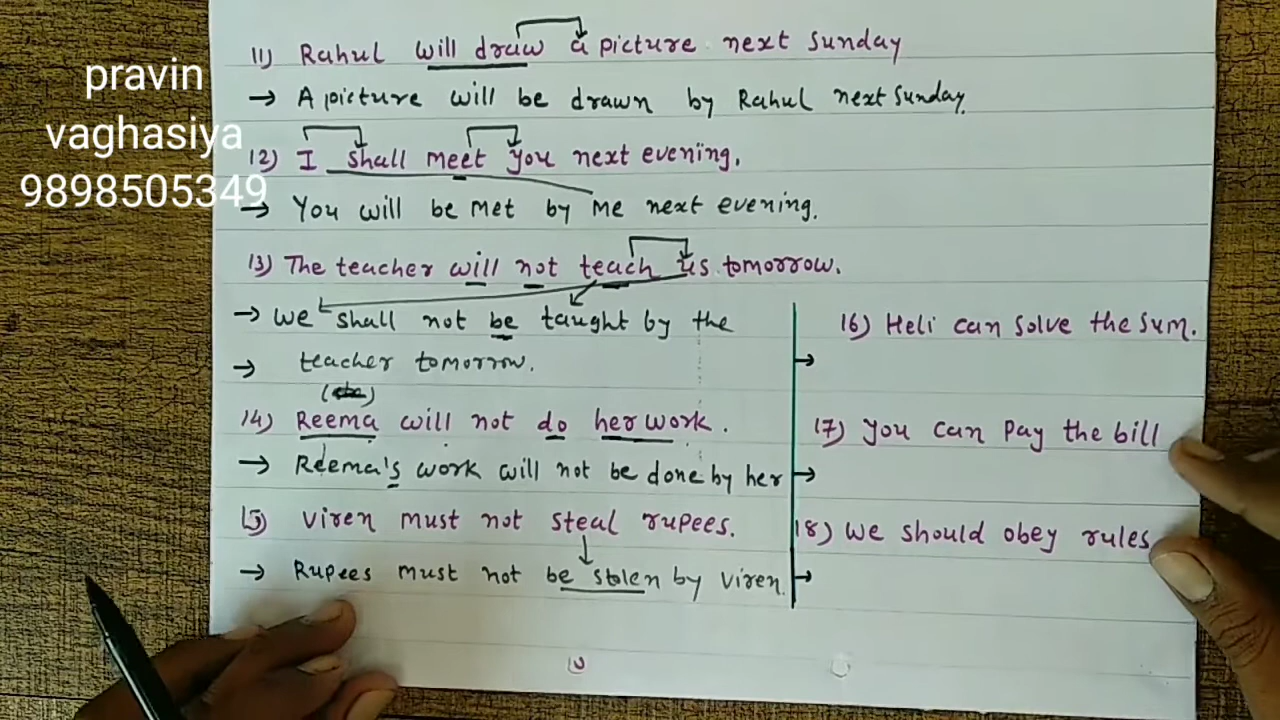 pravin
vaghasiya
9898505349
11) Rahul will draw a picture next Sunday
→ A picture will be drawn by Rahul next Sunday.
12) I shall meet you next evening.
→ You will be met by me next evening.
13) The teacher will not teach us tomorrow.
→ We shall not be taught by the
→ teacher tomorrow.
14) Reema will not do her work.
→ Reema's work will not be done by her
15) Viren must not steal rupees.
→ Rupees must not be stolen by Viren.
16) Heli can solve the sum.
→
17) You can pay the bill
→
18) We should obey rules
→